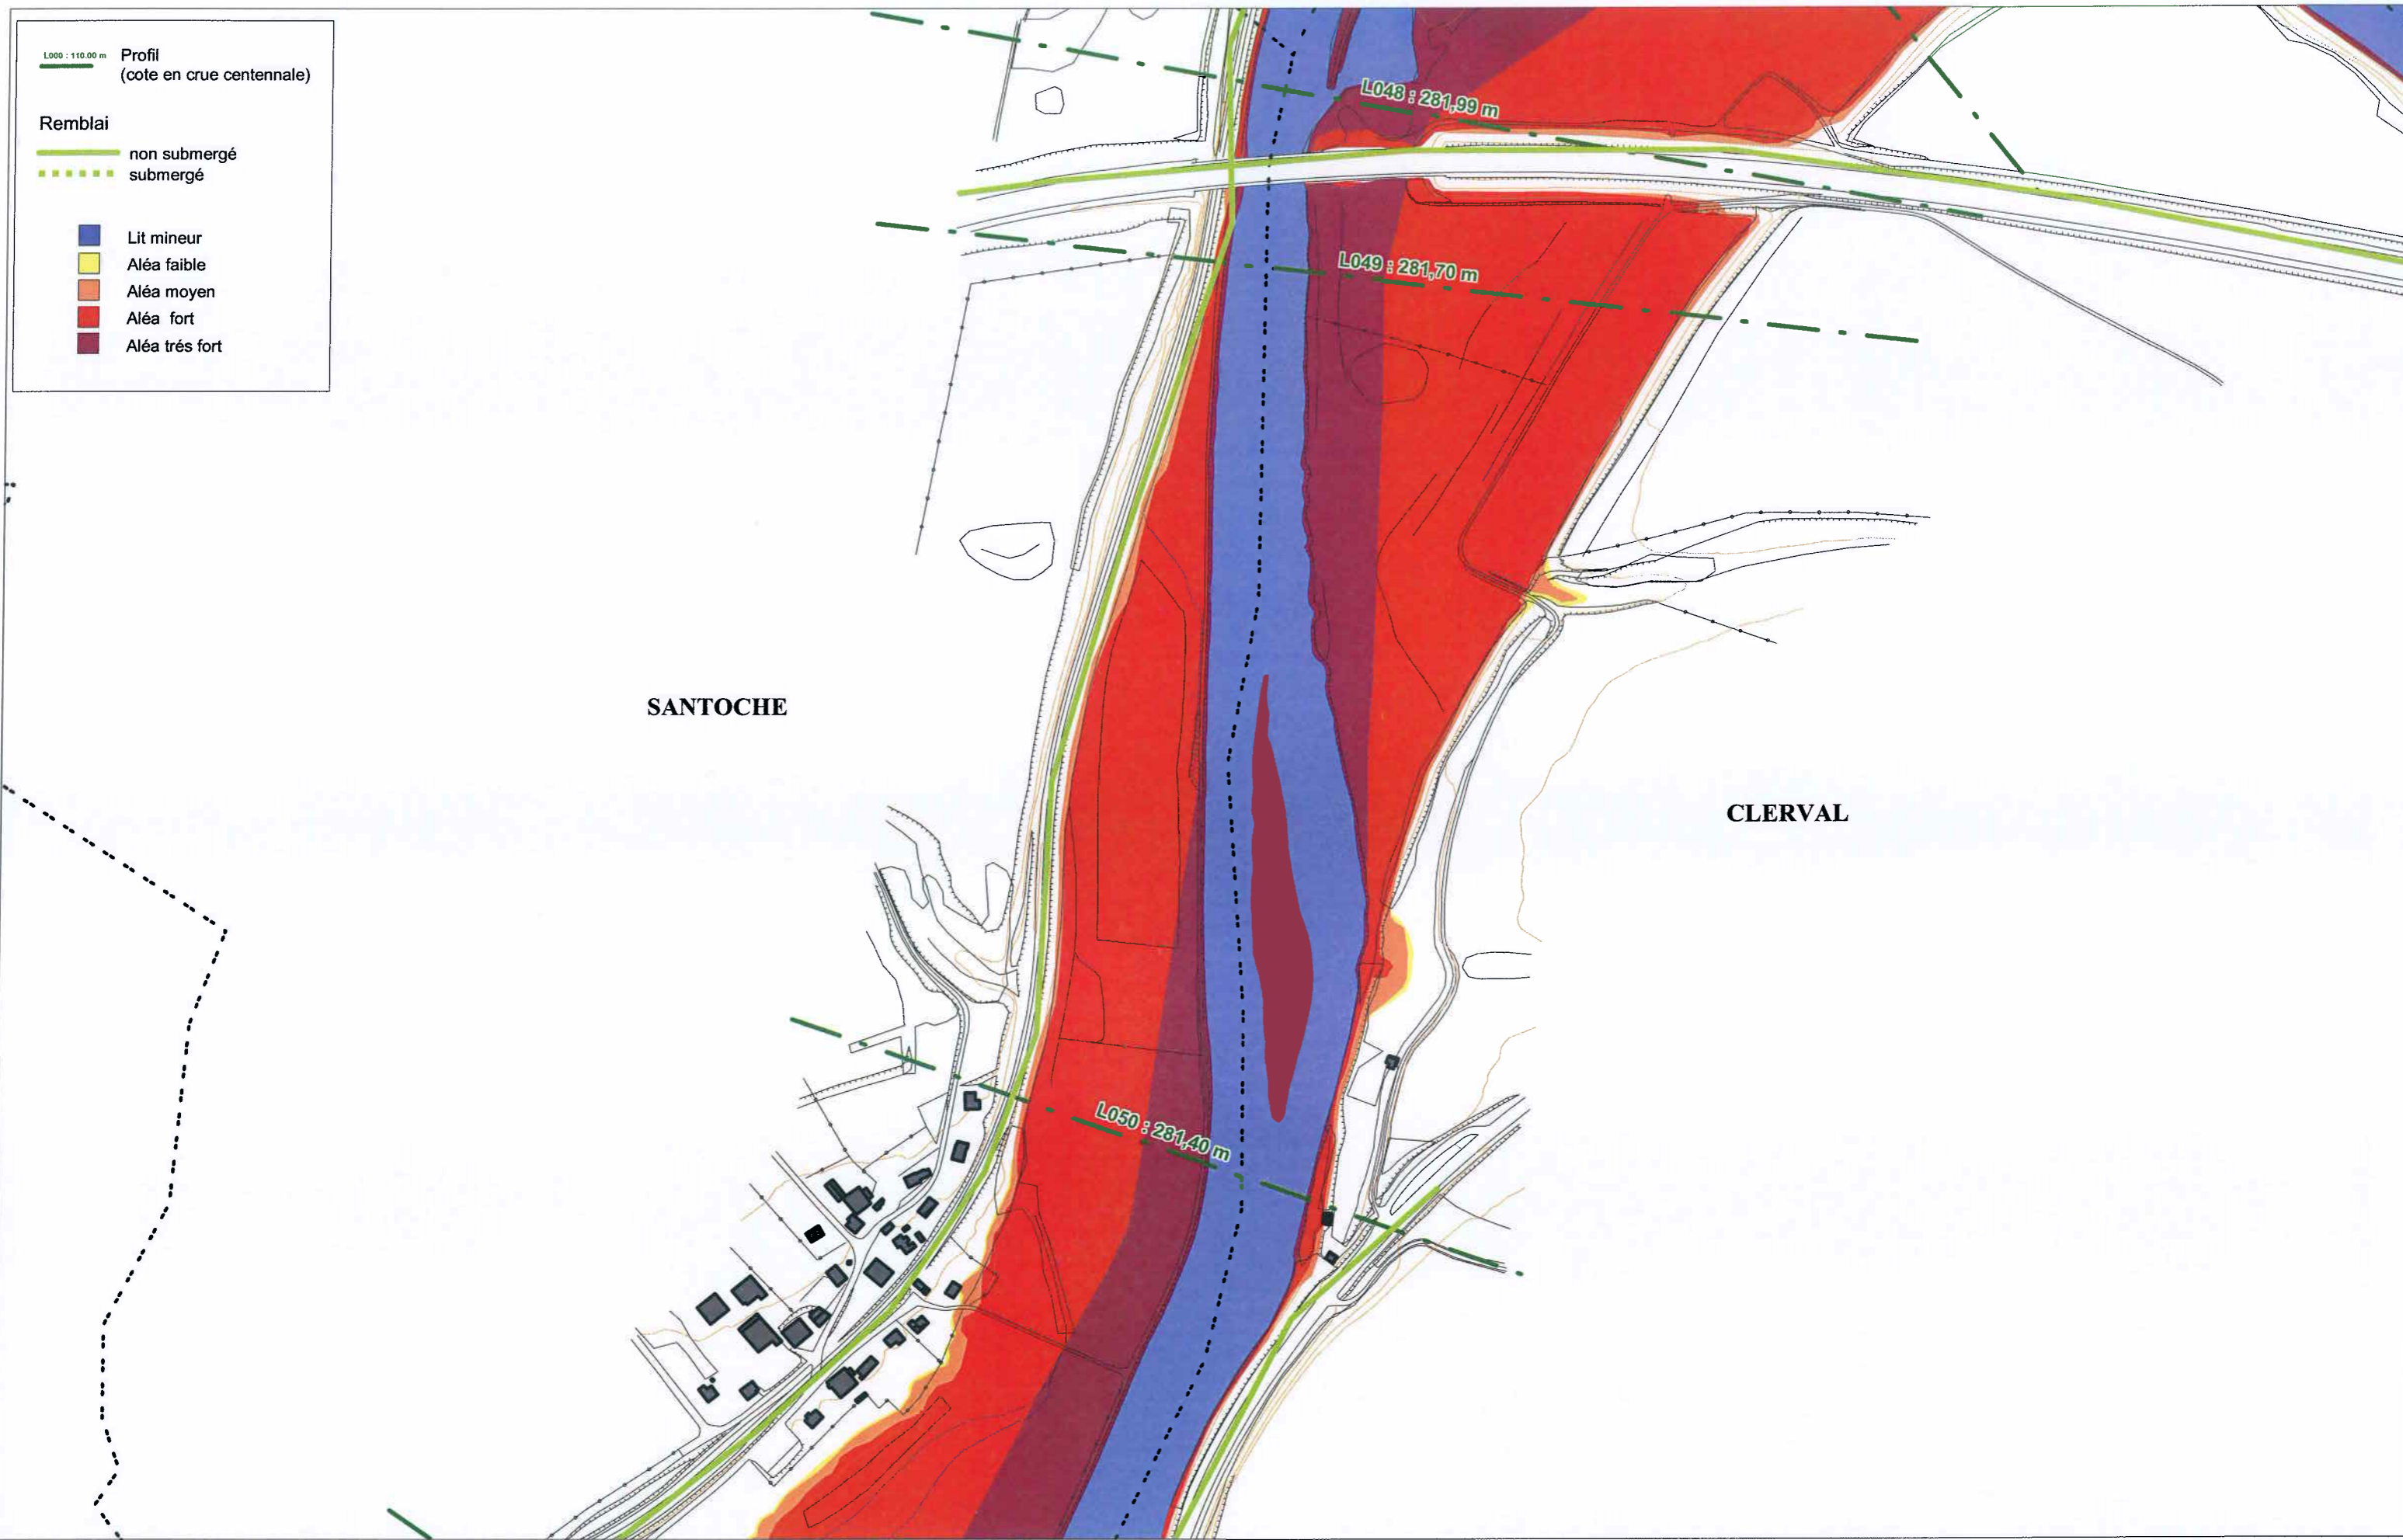 L000 : 110.00 m Profil
(cote en crue centennale)
Remblai
non submergé
submergé
Lit mineur
Aléa faible
Aléa moyen
Aléa fort
Aléa trés fort
L048 : 281,99 m
L049 : 281,70 m
SANTOCHE
CLERVAL
L050 : 281,40 m